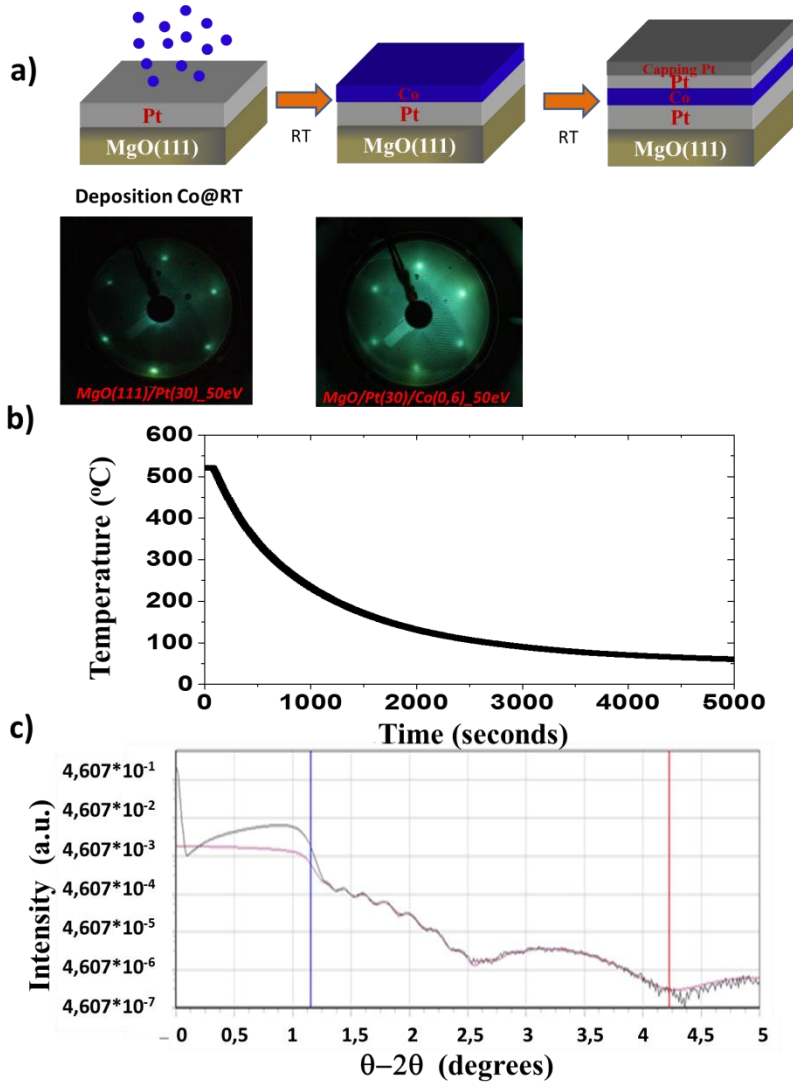 a)
Pt
MgO(111)
RT
Co
Pt
MgO(111)
RT
Capping Pt
Pt
Co
Pt
MgO(111)
Deposition Co@RT
MgO(111)/Pt(30)_50eV
MgO/Pt(30)/Co(0,6)_50eV
b)
Temperature (°C)
600
500
400
300
200
100
0
0 1000 2000 3000 4000 5000
Time (seconds)
c)
Intensity (a.u.)
4,607*10-1
4,607*10-2
4,607*10-3
4,607*10-4
4,607*10-5
4,607*10-6
4,607*10-7
0 0,5 1 1,5 2 2,5 3 3,5 4 4,5 5
θ–2θ (degrees)